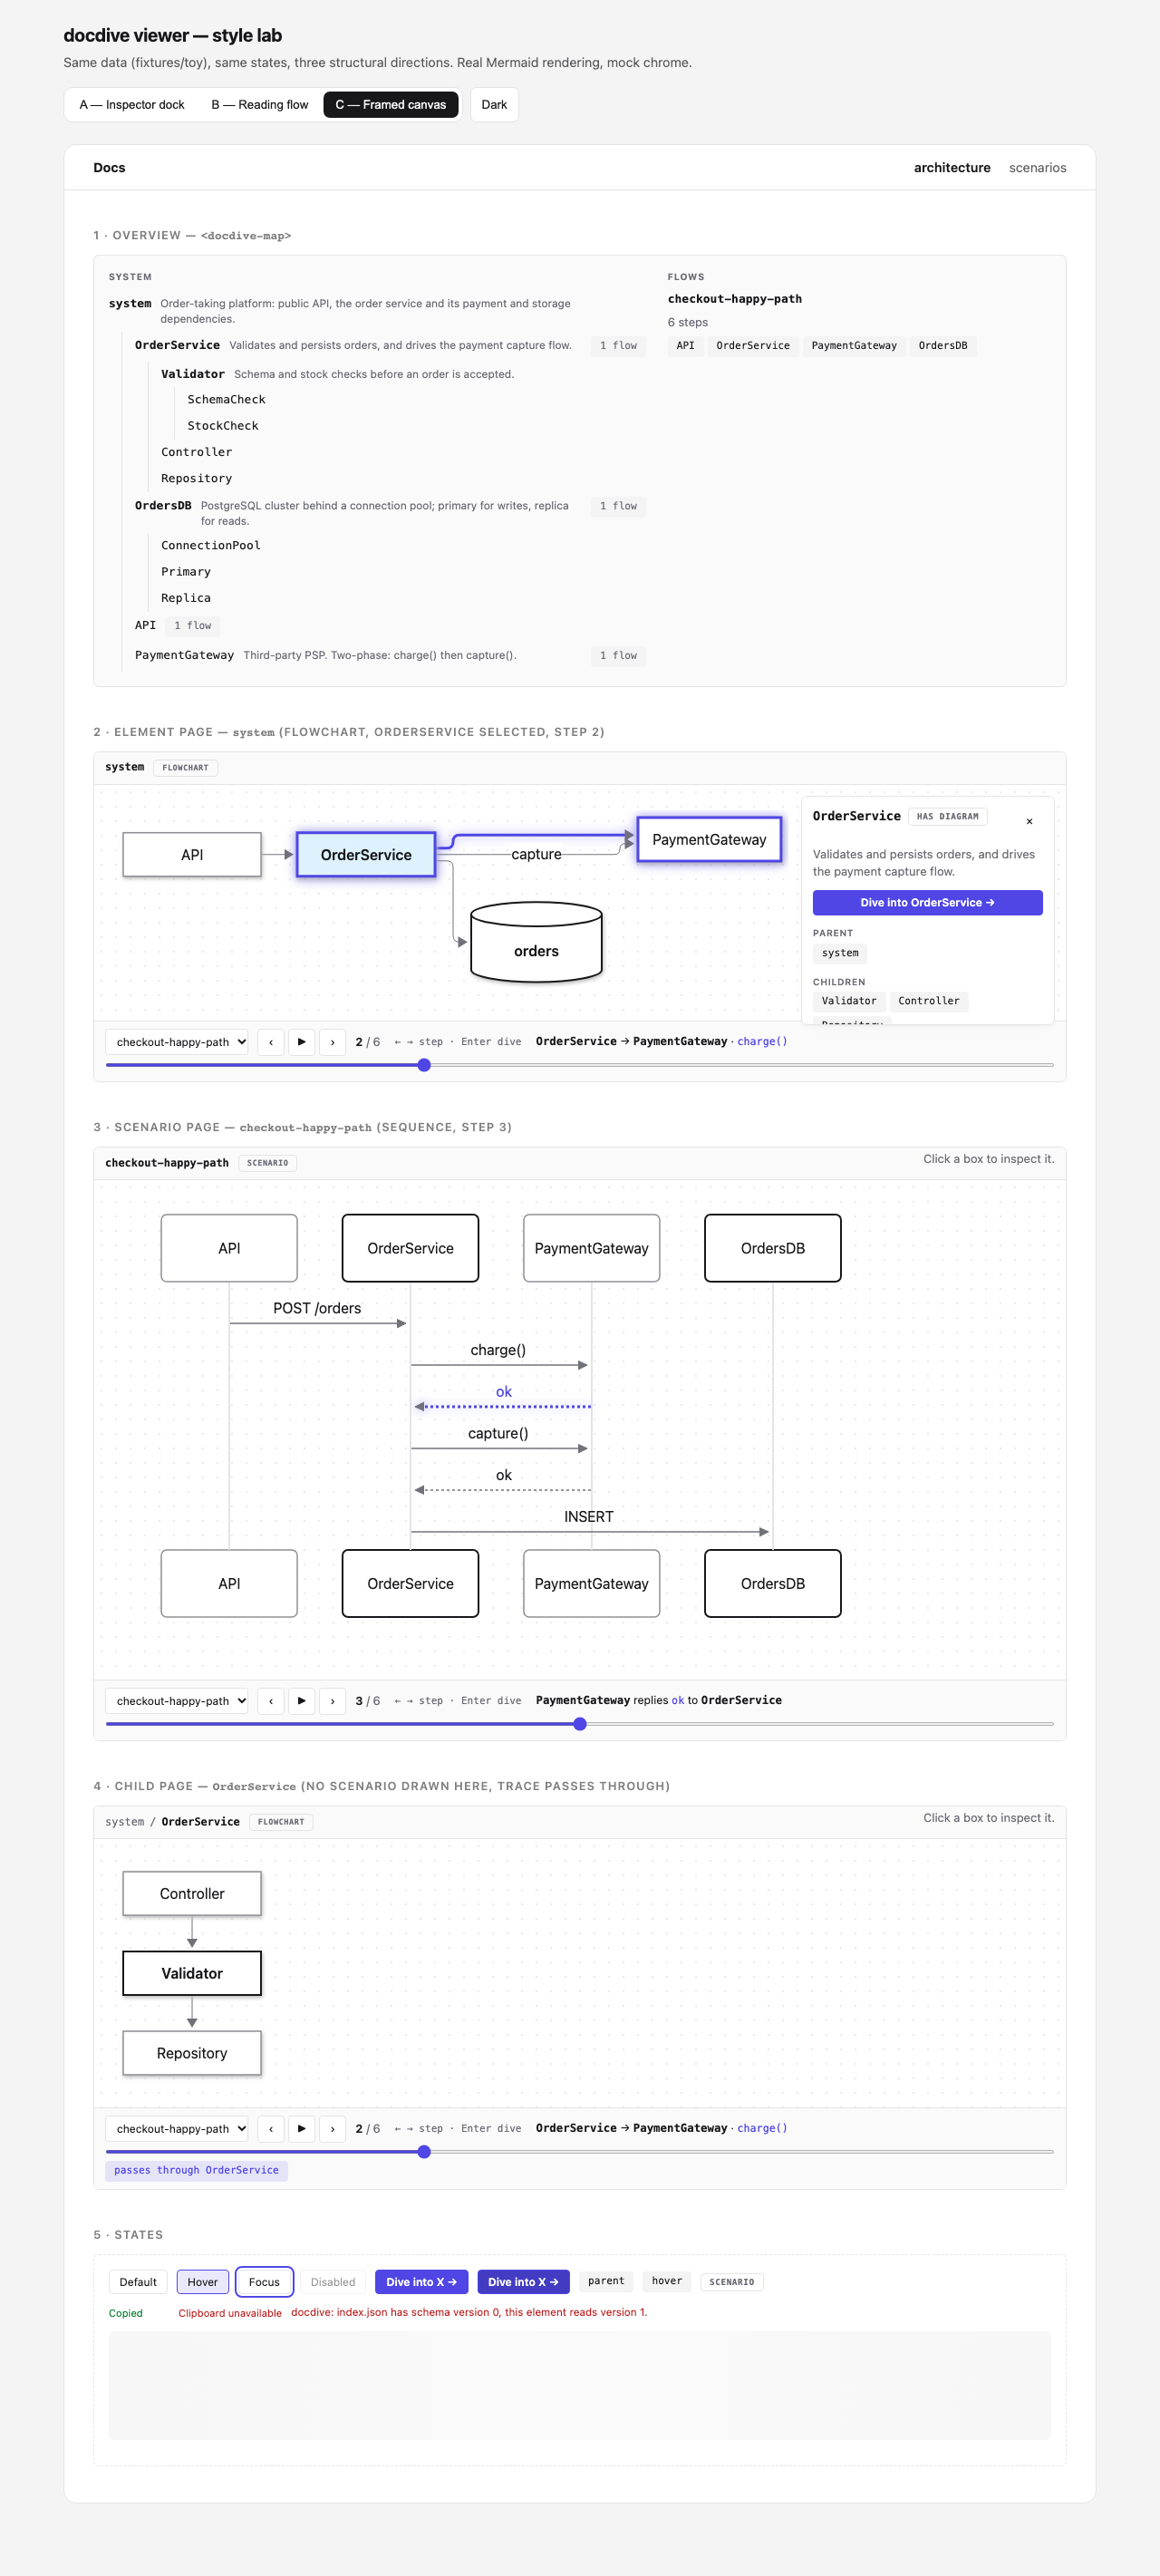 docdive viewer — style lab
Same data (fixtures/toy), same states, three structural directions. Real Mermaid rendering, mock chrome.
A — Inspector dock
B — Reading flow
C — Framed canvas
Dark
Docs
architecture
scenarios
1 · OVERVIEW — <docdive-map>
SYSTEM
system Order-taking platform: public API, the order service and its payment and storage
dependencies.
OrderService Validates and persists orders, and drives the payment capture flow. 1 flow
Validator Schema and stock checks before an order is accepted.
SchemaCheck
StockCheck
Controller
Repository
OrdersDB PostgreSQL cluster behind a connection pool; primary for writes, replica 1 flow
for reads.
ConnectionPool
Primary
Replica
API 1 flow
PaymentGateway Third-party PSP. Two-phase: charge() then capture(). 1 flow
FLOWS
checkout-happy-path
6 steps
API OrderService PaymentGateway OrdersDB
2 · ELEMENT PAGE — system (FLOWCHART, ORDERSERVICE SELECTED, STEP 2)
system FLOWCHART
API
OrderService
capture
PaymentGateway
orders
OrderService HAS DIAGRAM ×
Validates and persists orders, and drives
the payment capture flow.
Dive into OrderService →
PARENT
system
CHILDREN
Validator Controller
Repository
checkout-happy-path ‹ ▶ › 2 / 6 ← → step · Enter dive OrderService → PaymentGateway · charge()
3 · SCENARIO PAGE — checkout-happy-path (SEQUENCE, STEP 3)
checkout-happy-path SCENARIO Click a box to inspect it.
API OrderService PaymentGateway OrdersDB
POST /orders
charge()
ok
capture()
ok
INSERT
API OrderService PaymentGateway OrdersDB
checkout-happy-path ‹ ▶ › 3 / 6 ← → step · Enter dive PaymentGateway replies ok to OrderService
4 · CHILD PAGE — OrderService (NO SCENARIO DRAWN HERE, TRACE PASSES THROUGH)
system / OrderService FLOWCHART Click a box to inspect it.
Controller
Validator
Repository
checkout-happy-path ‹ ▶ › 2 / 6 ← → step · Enter dive OrderService → PaymentGateway · charge()
passes through OrderService
5 · STATES
Default Hover Focus Disabled Dive into X → Dive into X → parent hover SCENARIO
Copied Clipboard unavailable docdive: index.json has schema version 0, this element reads version 1.